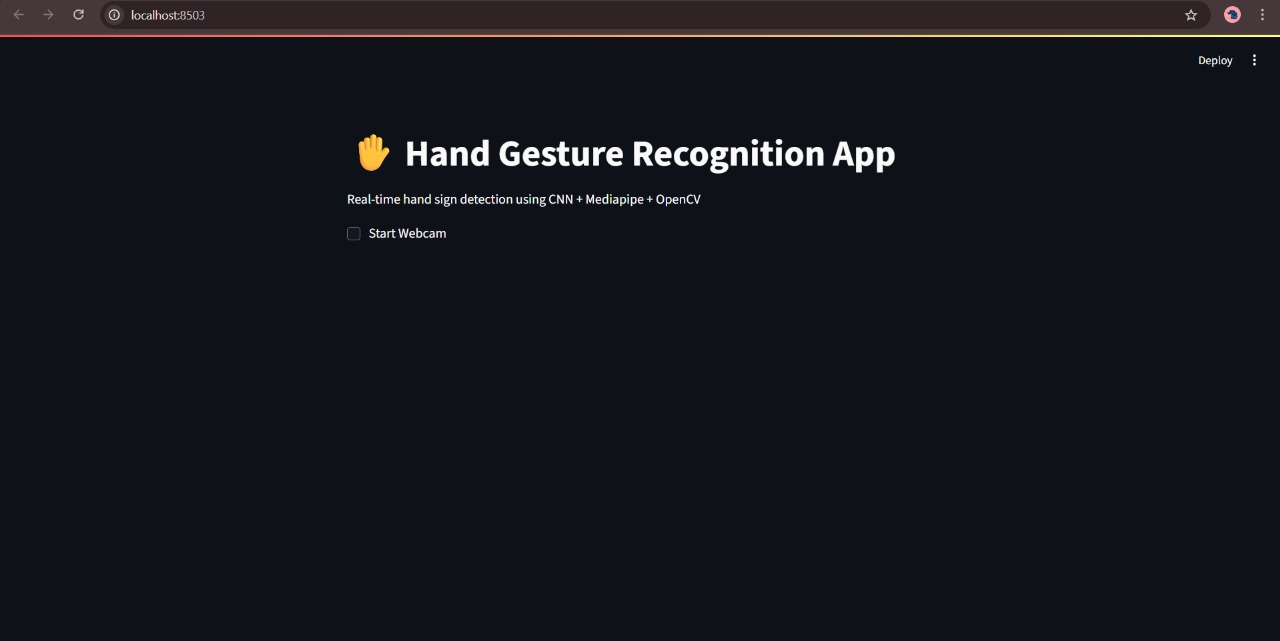 localhost:8503
Deploy
Hand Gesture Recognition App
Real-time hand sign detection using CNN + Mediapipe + OpenCV
Start Webcam